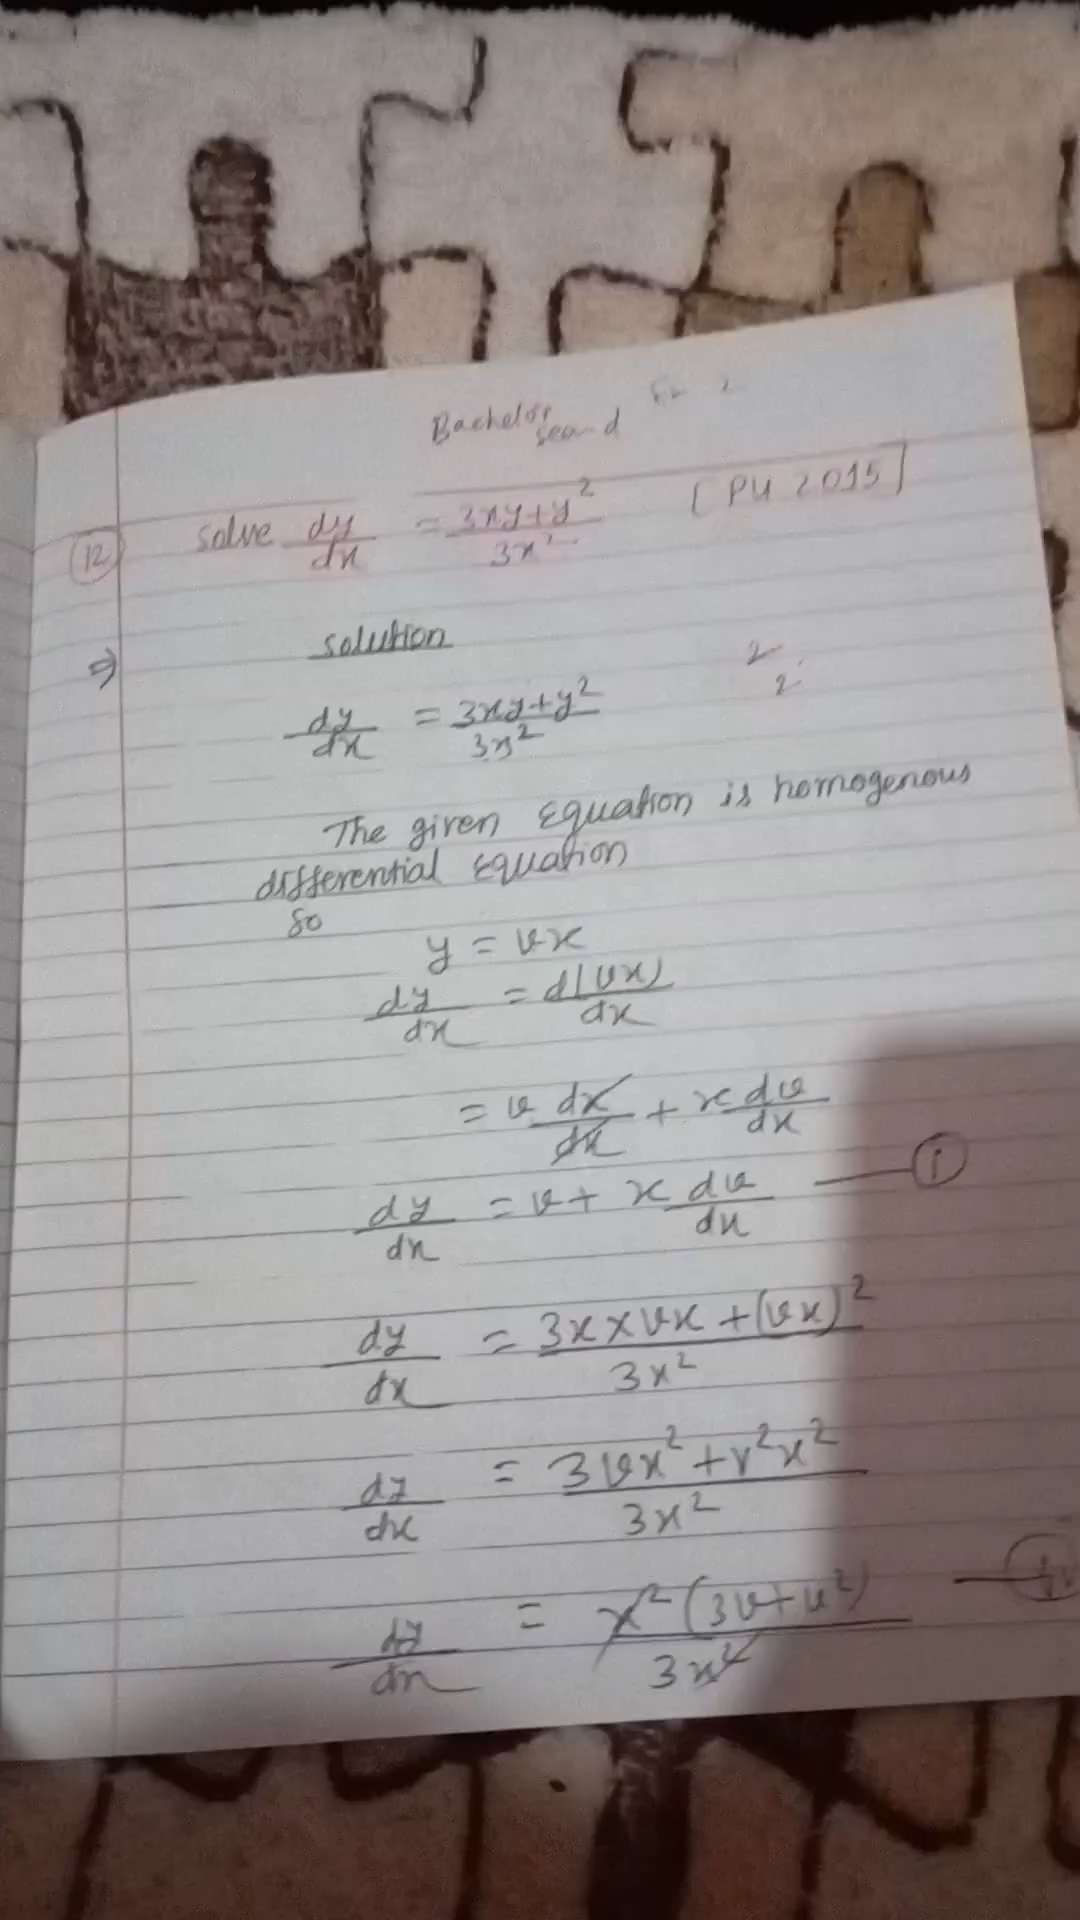 Bachelor
second
(12) solve dy/dx = 3xy+y²/3x² [PU 2015]
⇒ solution
2
2
dy/dx = 3xy+y²/3x²
The given Equation is homogenous
differential Equation
so
y = vx
dy/dx = d(vx)/dx
= v dx/dx + x dv/dx
dy/dx = v + x dv/dx — (i)
dy/dx = 3x×vx+(vx)²/3x²
dy/dx = 3vx²+v²x²/3x²
dy/dx = x²(3v+v²)/3x²